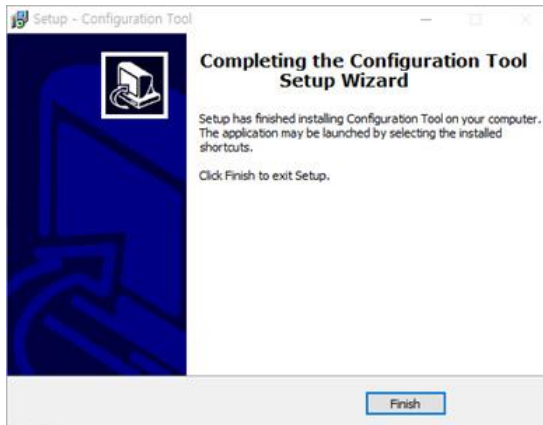 Setup - Configuration Tool
Completing the Configuration Tool
Setup Wizard
Setup has finished installing Configuration Tool on your computer.
The application may be launched by selecting the installed
shortcuts.
Click Finish to exit Setup.
Finish